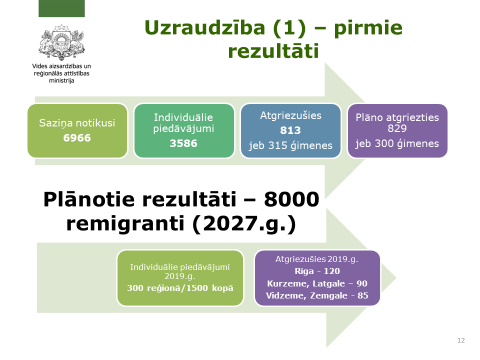 Vides aizsardzības un
reģionālās attīstības
ministrija
Uzraudzība (1) – pirmie
rezultāti
Saziņa notikusi
6966
Individuālie
piedāvājumi
3586
Atgriezušies
813
jeb 315 ģimenes
Plāno atgriezties
829
jeb 300 ģimenes
Plānotie rezultāti – 8000
remigranti (2027.g.)
Individuālie piedāvājumi
2019.g.
300 reģionā/1500 kopā
Atgriezušies 2019.g.
Rīga - 120
Kurzeme, Latgale – 90
Vidzeme, Zemgale - 85
12